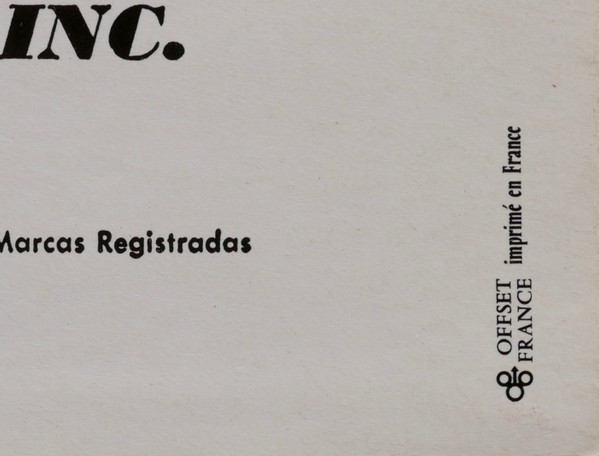 INC.
Marcas Registradas
OFFSET
FRANCE
imprimé en France